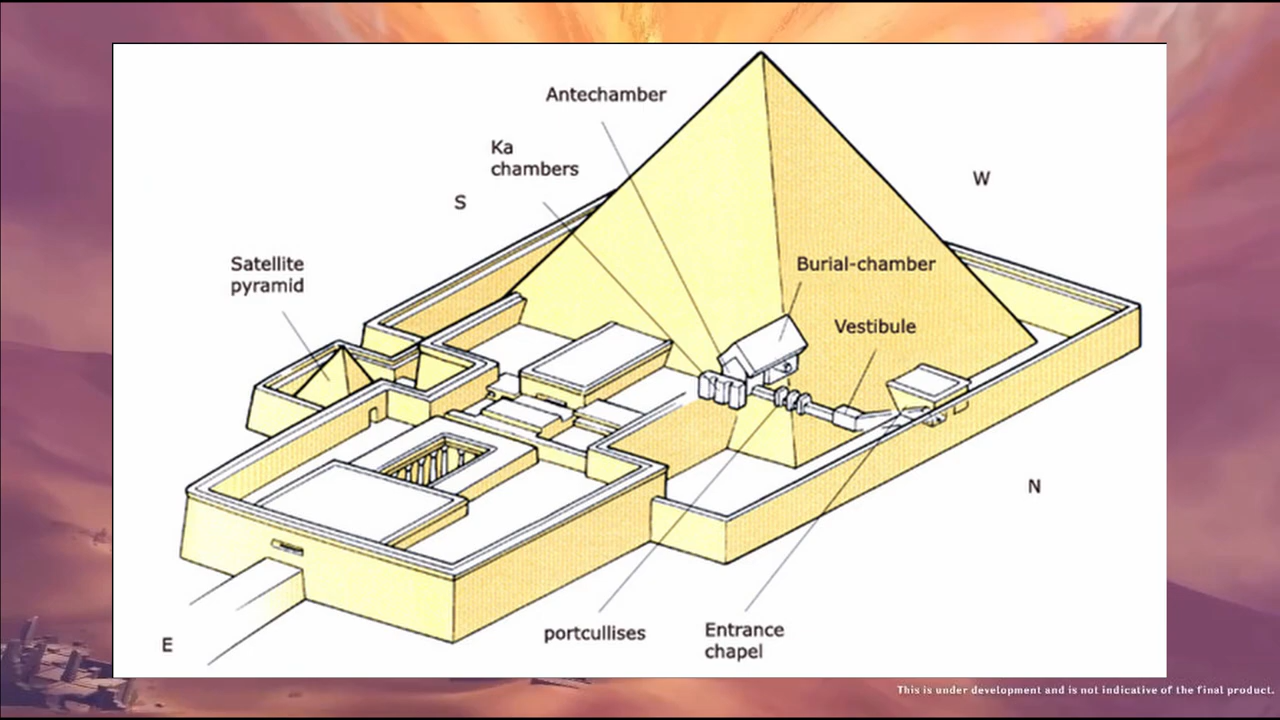 Antechamber
Ka
chambers
W
S
Satellite
pyramid
Burial-chamber
Vestibule
N
portcullises
Entrance
chapel
E
This is under development and is not indicative of the final product.